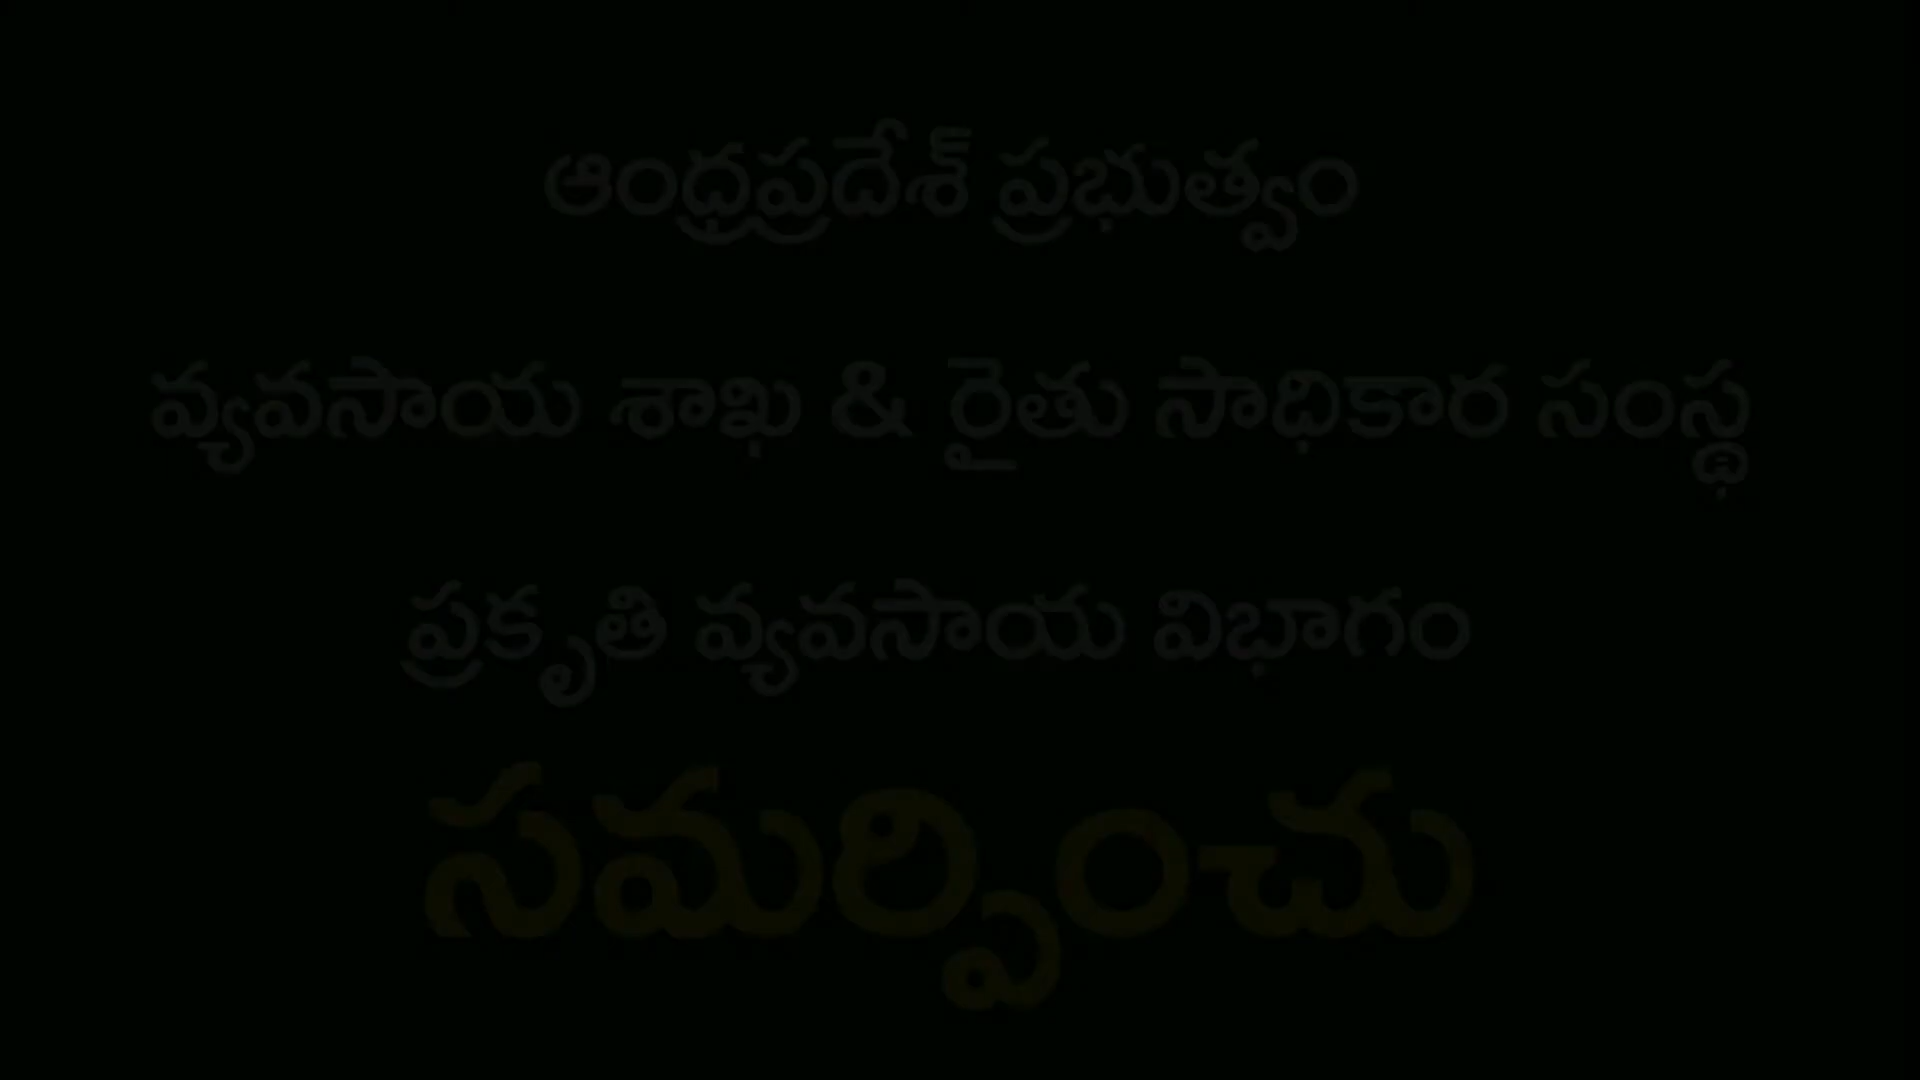 ఆంధ్రప్రదేశ్ ప్రభుత్వం
వ్యవసాయ శాఖ & రైతు సాధికార సంస్థ
ప్రకృతి వ్యవసాయ విభాగం
సమర్పించు